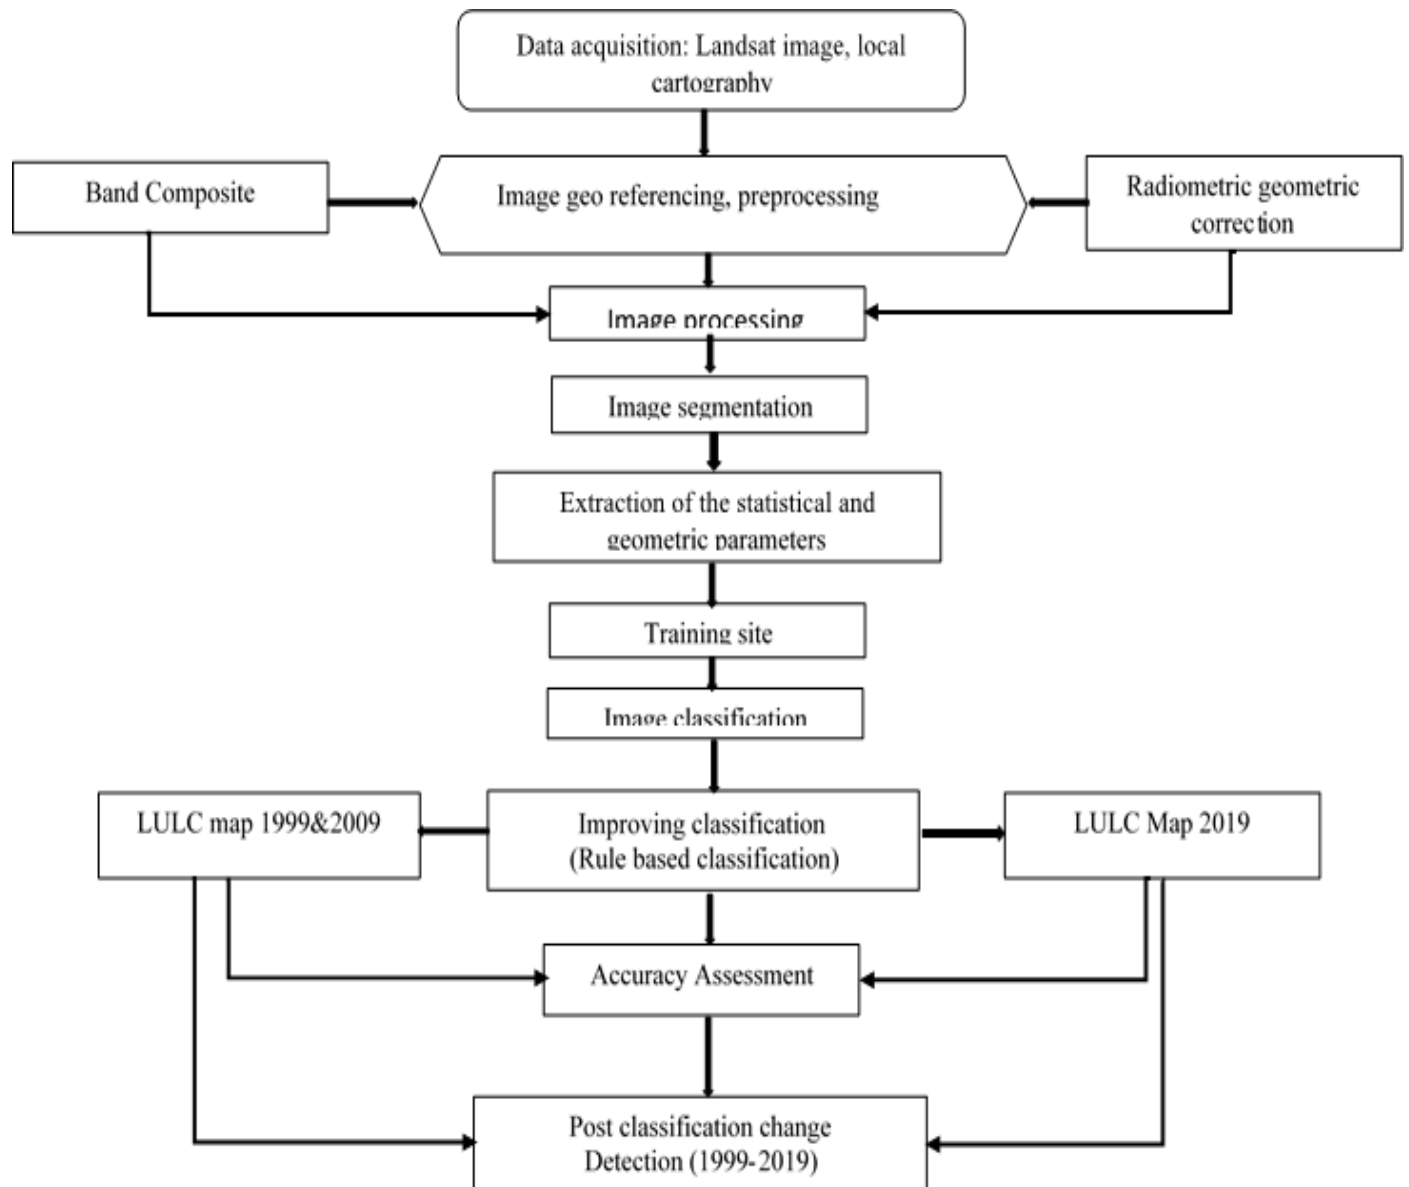 Data acquisition: Landsat image, local
cartography
Band Composite
Image geo referencing, preprocessing
Radiometric geometric
correction
Image processing
Image segmentation
Extraction of the statistical and
geometric parameters
Training site
Image classification
LULC map 1999&2009
Improving classification
(Rule based classification)
LULC Map 2019
Accuracy Assessment
Post classification change
Detection (1999-2019)